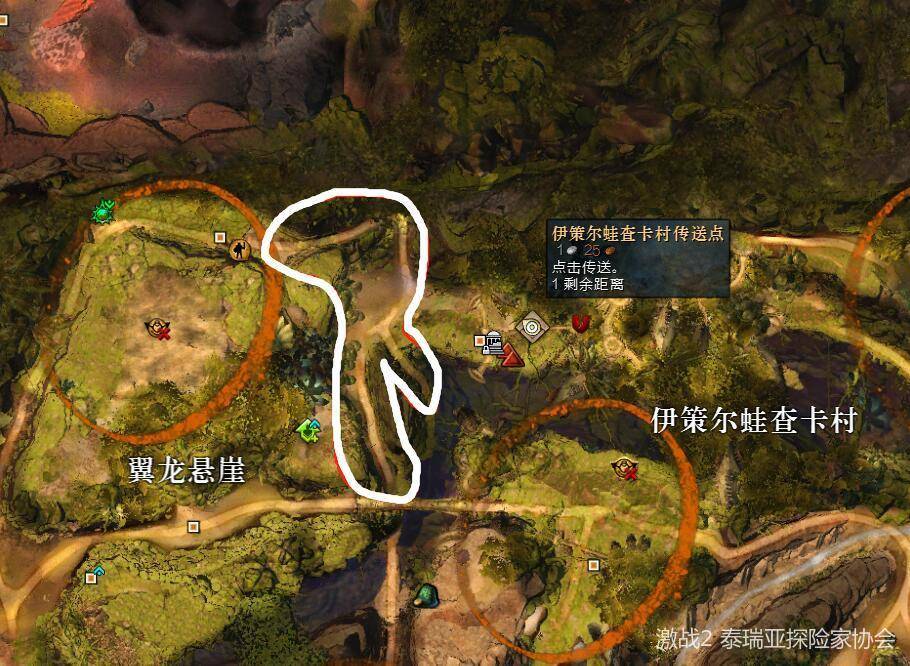 伊策尔蛙查卡村传送点
1 25
点击传送。
1 剩余距离
伊策尔蛙查卡村
翼龙悬崖
激战2 泰瑞亚探险家协会